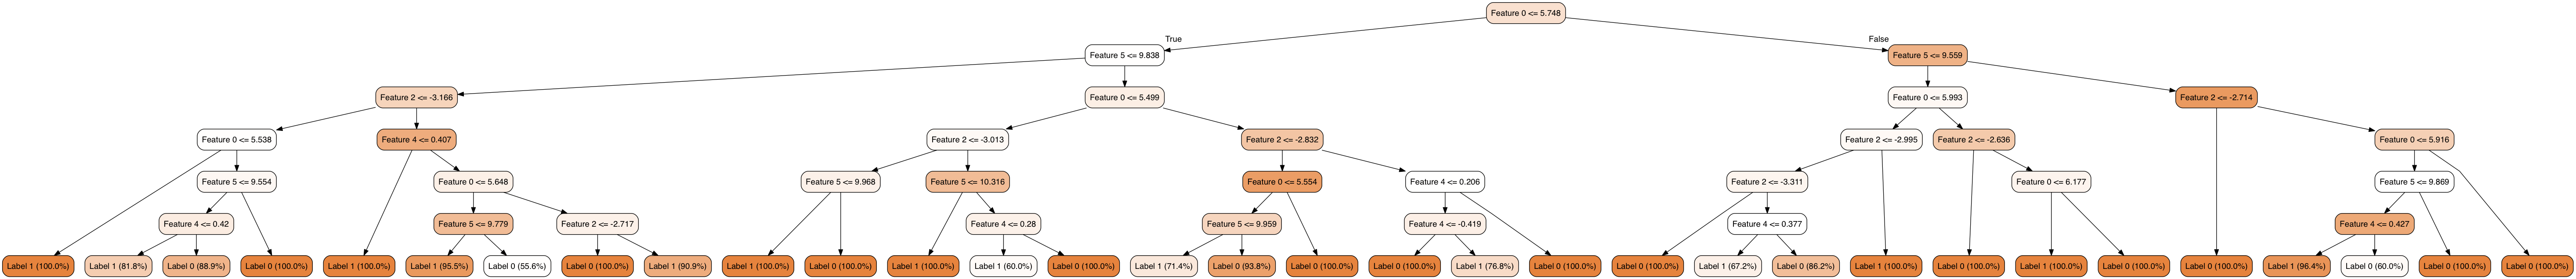 Feature 0 <= 5.748
True
False
Feature 5 <= 9.838
Feature 5 <= 9.559
Feature 2 <= -3.166
Feature 0 <= 5.499
Feature 0 <= 5.993
Feature 2 <= -2.714
Feature 0 <= 5.538
Feature 4 <= 0.407
Feature 2 <= -3.013
Feature 2 <= -2.832
Feature 2 <= -2.995
Feature 2 <= -2.636
Feature 0 <= 5.916
Feature 5 <= 9.554
Feature 0 <= 5.648
Feature 5 <= 9.968
Feature 5 <= 10.316
Feature 0 <= 5.554
Feature 4 <= 0.206
Feature 2 <= -3.311
Feature 0 <= 6.177
Feature 5 <= 9.869
Feature 4 <= 0.42
Feature 5 <= 9.779
Feature 2 <= -2.717
Feature 4 <= 0.28
Feature 5 <= 9.959
Feature 4 <= -0.419
Feature 4 <= 0.377
Feature 4 <= 0.427
Label 1 (100.0%)
Label 1 (81.8%)
Label 0 (88.9%)
Label 0 (100.0%)
Label 1 (100.0%)
Label 1 (95.5%)
Label 0 (55.6%)
Label 0 (100.0%)
Label 1 (90.9%)
Label 1 (100.0%)
Label 0 (100.0%)
Label 1 (100.0%)
Label 1 (60.0%)
Label 0 (100.0%)
Label 1 (71.4%)
Label 0 (93.8%)
Label 0 (100.0%)
Label 0 (100.0%)
Label 1 (76.8%)
Label 0 (100.0%)
Label 0 (100.0%)
Label 1 (67.2%)
Label 0 (86.2%)
Label 1 (100.0%)
Label 0 (100.0%)
Label 1 (100.0%)
Label 0 (100.0%)
Label 0 (100.0%)
Label 1 (96.4%)
Label 0 (60.0%)
Label 0 (100.0%)
Label 0 (100.0%)